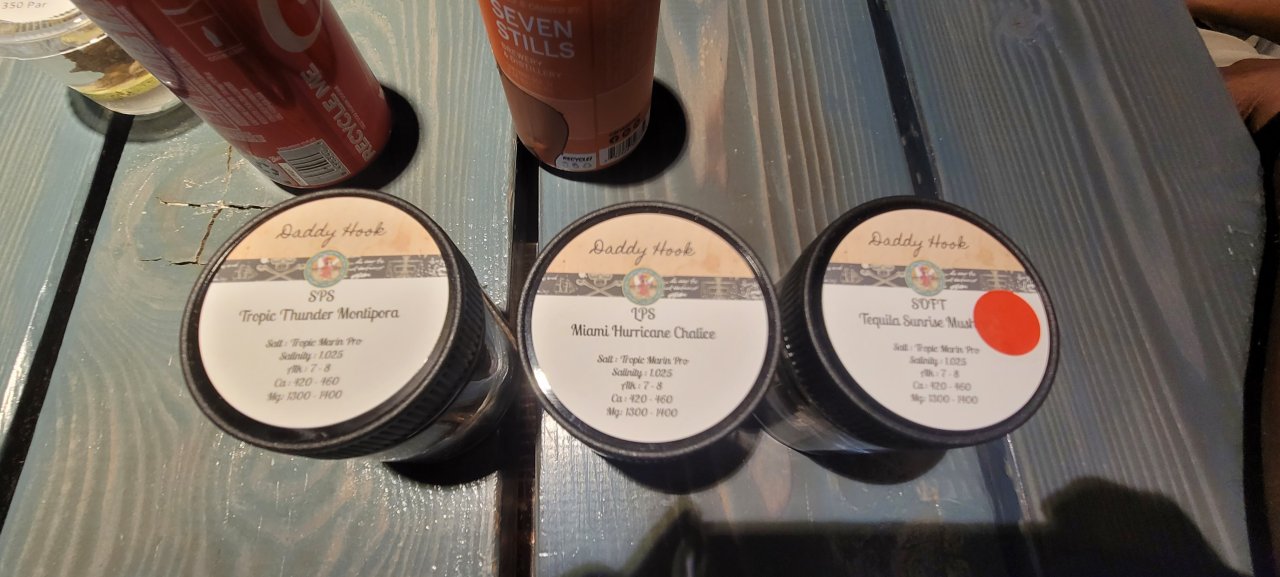 350 Par
RECYCLE ME
SEVEN
STILLS
BREWERY
& DISTILLERY
RECYCLE!
Daddy Hook
SPS
Tropic Thunder Montipora
Salt : Tropic Marin Pro
Salinity : 1.025
Alk : 7 - 8
Ca : 420 - 460
Mg: 1300 - 1400
Daddy Hook
LPS
Miami Hurricane Chalice
Salt : Tropic Marin Pro
Salinity : 1.025
Alk : 7 - 8
Ca : 420 - 460
Mg: 1300 - 1400
Daddy Hook
SOFT
Tequila Sunrise Mush
Salt : Tropic Marin Pro
Salinity : 1.025
Alk : 7 - 8
Ca : 420 - 460
Mg: 1300 - 1400